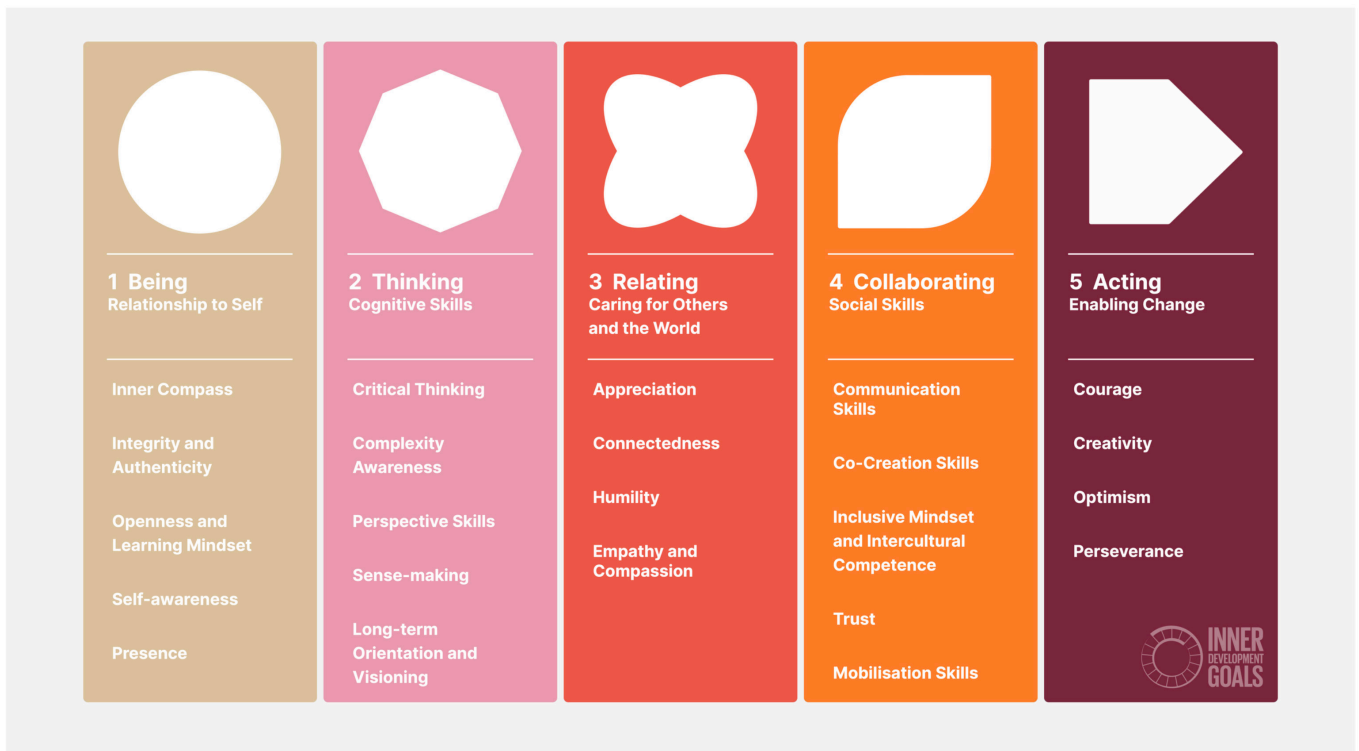 1 Being
Relationship to Self
Inner Compass
Integrity and
Authenticity
Openness and
Learning Mindset
Self-awareness
Presence
2 Thinking
Cognitive Skills
Critical Thinking
Complexity
Awareness
Perspective Skills
Sense-making
Long-term
Orientation and
Visioning
3 Relating
Caring for Others
and the World
Appreciation
Connectedness
Humility
Empathy and
Compassion
4 Collaborating
Social Skills
Communication
Skills
Co-Creation Skills
Inclusive Mindset
and Intercultural
Competence
Trust
Mobilisation Skills
5 Acting
Enabling Change
Courage
Creativity
Optimism
Perseverance
INNER
DEVELOPMENT
GOALS